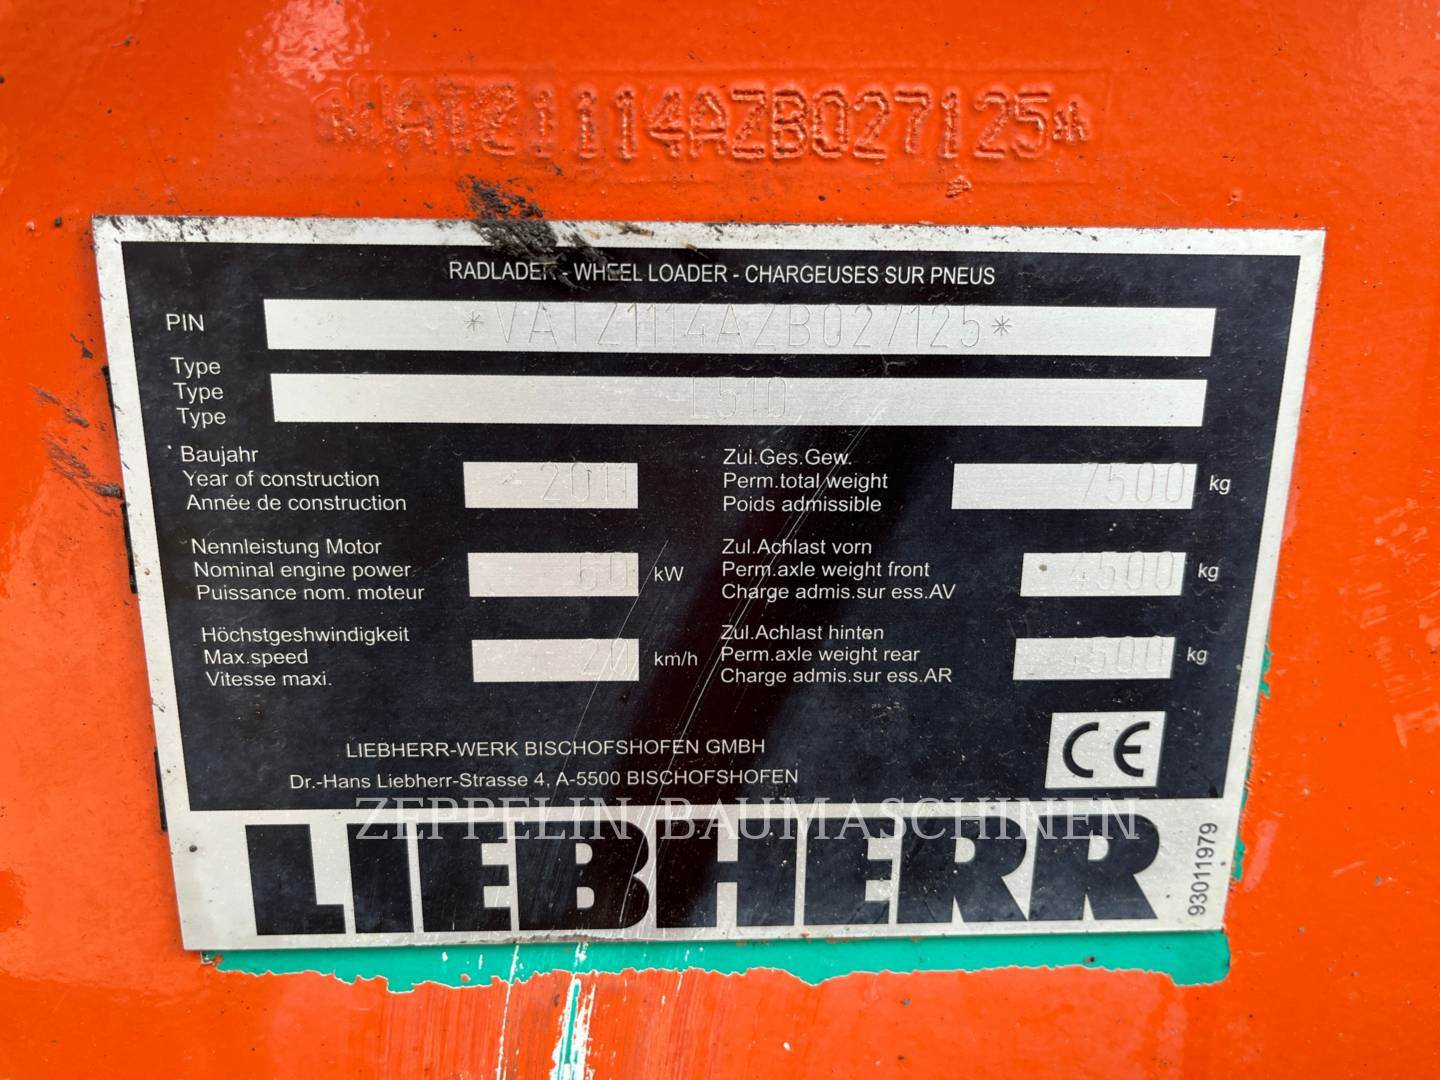 *VATZ1114AZB027125*
RADLADER - WHEEL LOADER - CHARGEUSES SUR PNEUS
PIN *VATZ1114AZB027125*
Type
Type L510
Type
Baujahr
Year of construction 2011
Année de construction
Zul.Ges.Gew.
Perm.total weight 7500 kg
Poids admissible
Nennleistung Motor
Nominal engine power 60 kW
Puissance nom. moteur
Zul.Achlast vorn
Perm.axle weight front 4500 kg
Charge admis.sur ess.AV
Höchstgeshwindigkeit
Max.speed 20 km/h
Vitesse maxi.
Zul.Achlast hinten
Perm.axle weight rear 4500 kg
Charge admis.sur ess.AR
LIEBHERR-WERK BISCHOFSHOFEN GMBH
Dr.-Hans Liebherr-Strasse 4, A-5500 BISCHOFSHOFEN
CE
ZEPPELIN BAUMASCHINEN
LIEBHERR
93011979